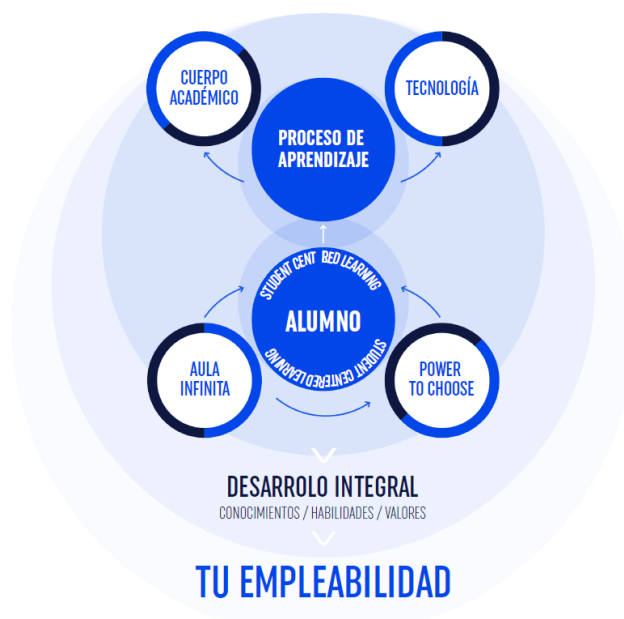 CUERPO
ACADÉMICO
TECNOLOGÍA
PROCESO DE
APRENDIZAJE
STUDENT CENT RED LEARNING
ALUMNO
STUDENT CENTERED LEARNING
AULA
INFINITA
POWER
TO CHOOSE
DESARROLO INTEGRAL
CONOCIMIENTOS / HABILIDADES / VALORES
TU EMPLEABILIDAD